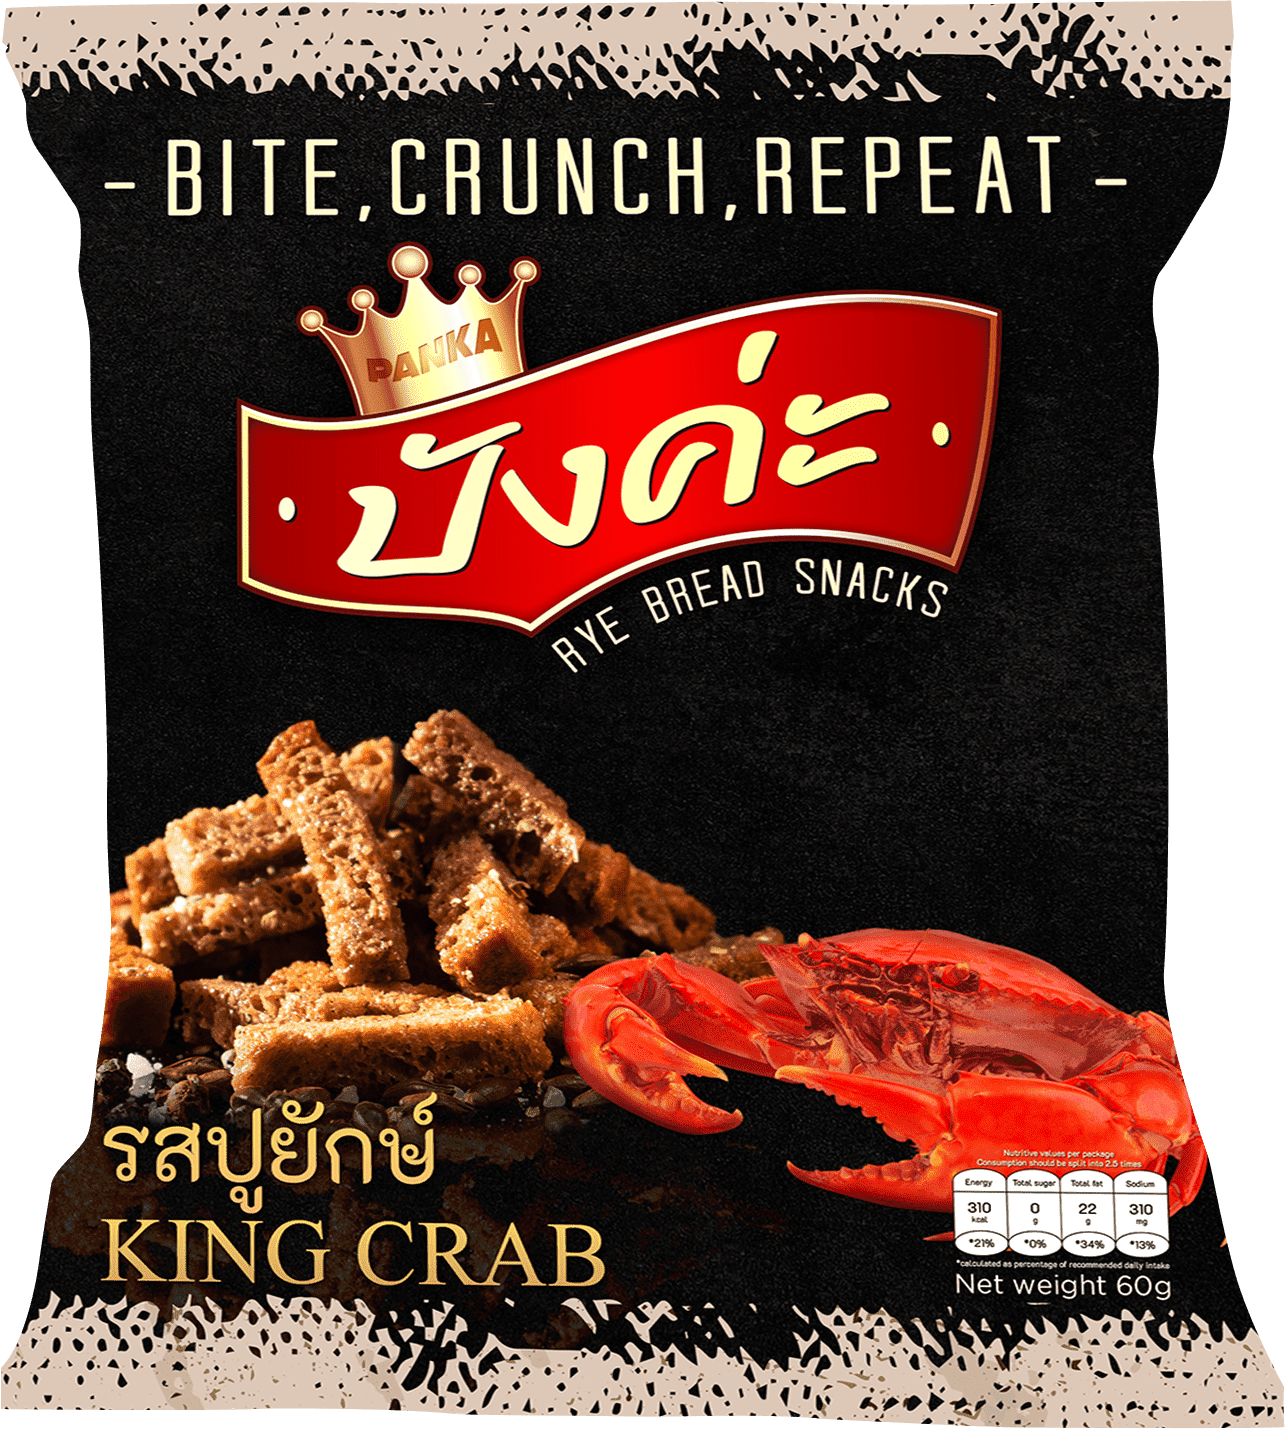 - BITE, CRUNCH, REPEAT -
PANKA
· ปังค่ะ ·
RYE BREAD SNACKS
รสปูยักษ์
KING CRAB
Nutritive values per package
Consumption should be split into 2.5 times
Energy Total sugar Total fat Sodium
310 0 22 310
kcal g g mg
*21% *0% *34% *13%
*calculated as percentage of recommended daily intake
Net weight 60g